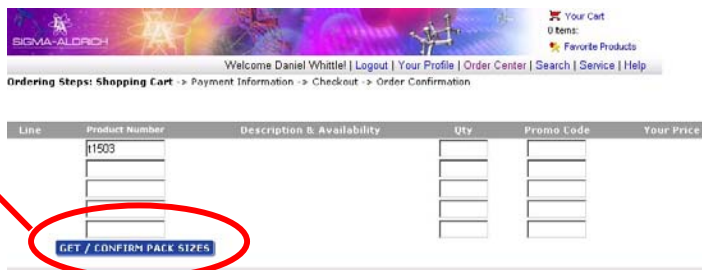 SIGMA-ALDRICH
Your Cart
0 items:
Favorite Products
Welcome Daniel Whittle! | Logout | Your Profile | Order Center | Search | Service | Help
Ordering Steps: Shopping Cart -> Payment Information -> Checkout -> Order Confirmation
Line Product Number Description & Availability Qty Promo Code Your Price
t1503
GET / CONFIRM PACK SIZES